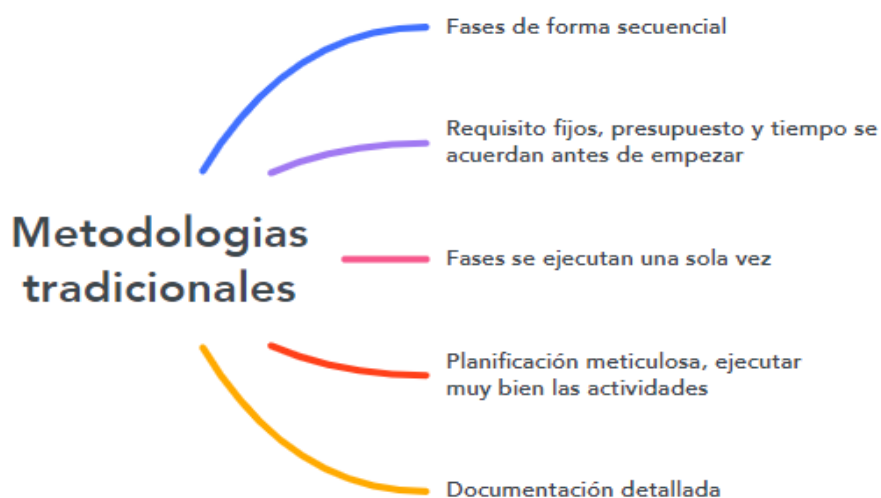 Fases de forma secuencial
Requisito fijos, presupuesto y tiempo se
acuerdan antes de empezar
Metodologias
tradicionales
Fases se ejecutan una sola vez
Planificación meticulosa, ejecutar
muy bien las actividades
Documentación detallada